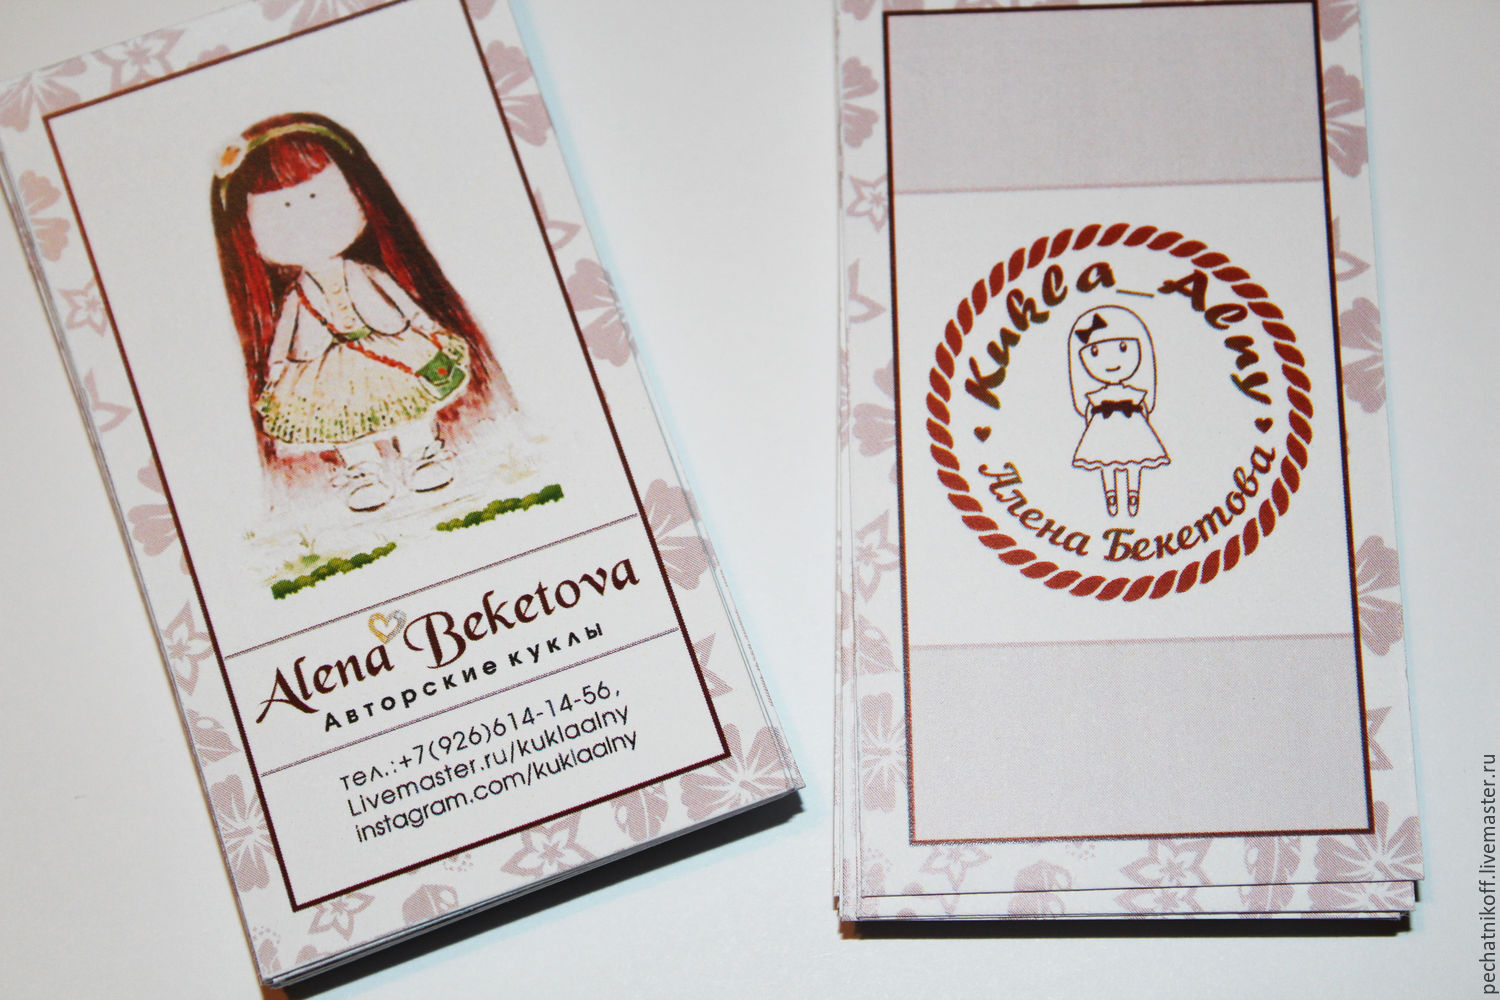 Alena Beketova
Авторские куклы
тел.:+7(926)614-14-56,
Livemaster.ru/kuklaalny
instagram.com/kuklaalny
Kukla_Alny
Алена Бекетова
pechatnikoff.livemaster.ru